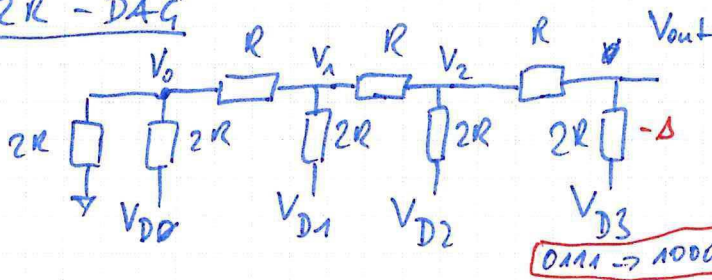 2R - DAC
R R R Vout
V₀ V₁ V₂
2R 2R 2R 2R 2R -Δ
VD0 VD1 VD2 VD3
0111 -> 1000